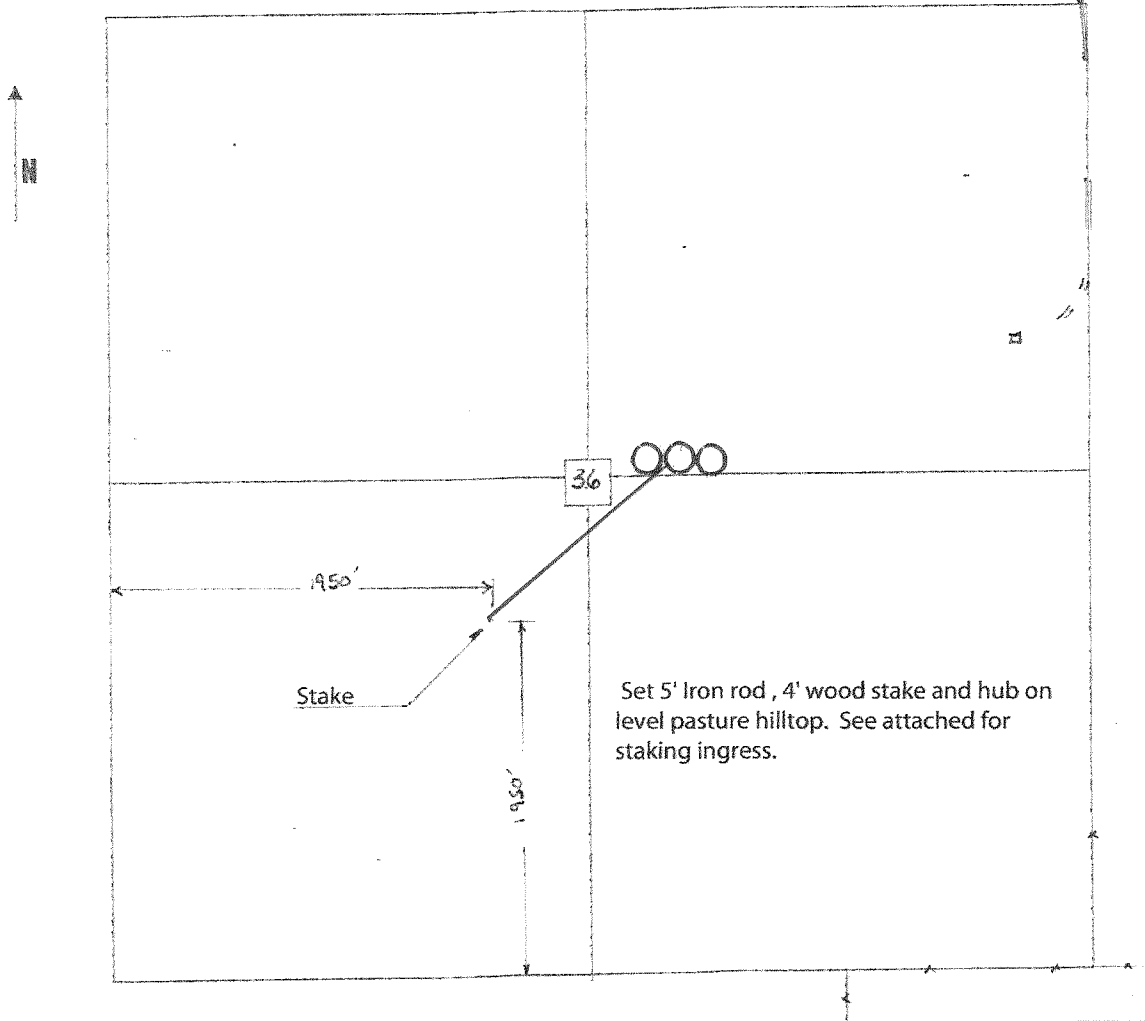 N
36
1950'
Stake
Set 5' Iron rod , 4' wood stake and hub on
level pasture hilltop. See attached for
staking ingress.
1950'